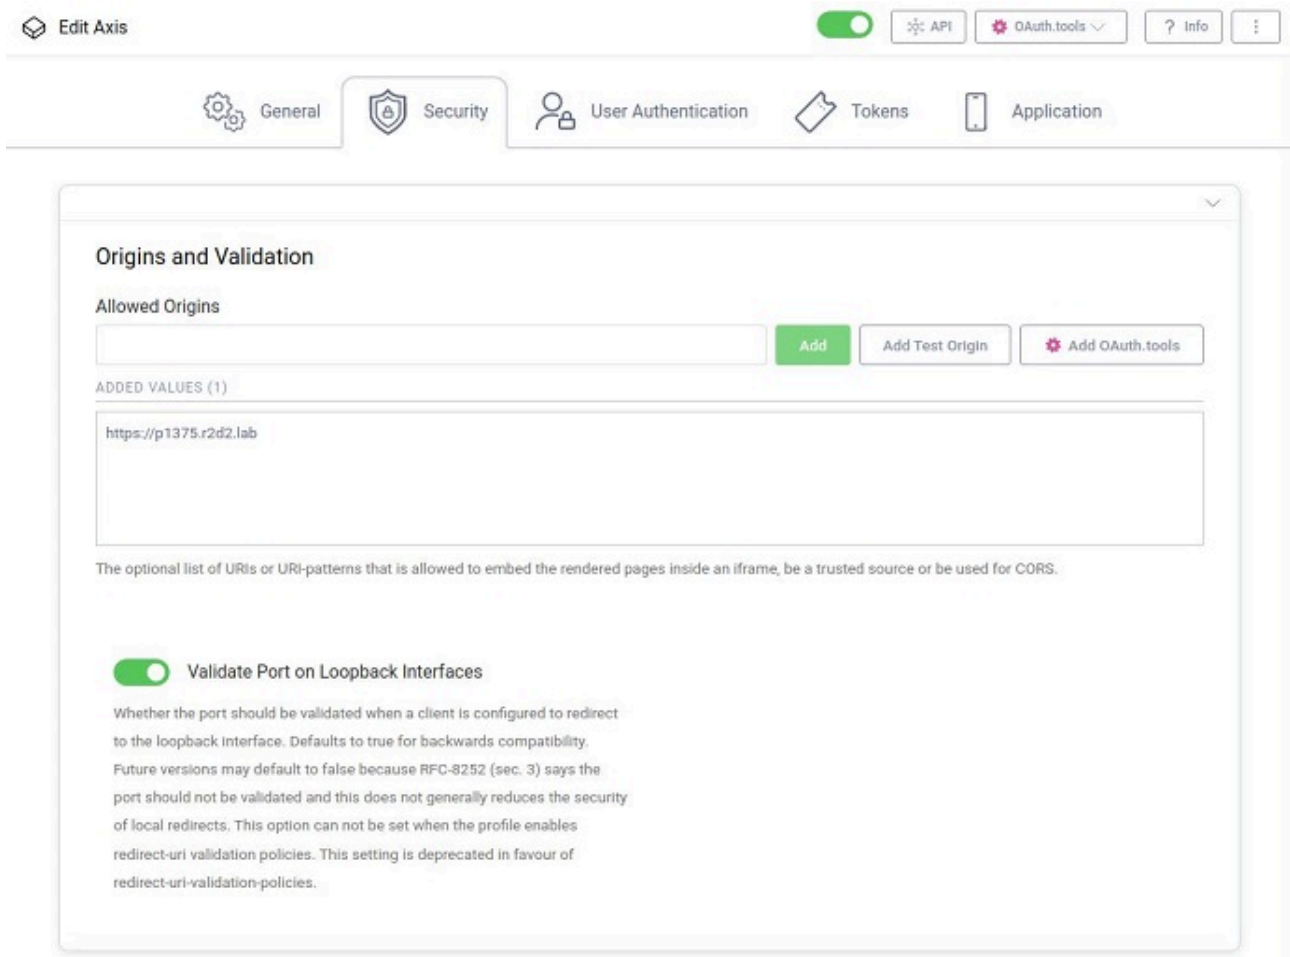 Edit Axis
API
OAuth.tools
? Info
General
Security
User Authentication
Tokens
Application
Origins and Validation
Allowed Origins
Add
Add Test Origin
Add OAuth.tools
ADDED VALUES (1)
https://p1375.r2d2.lab
The optional list of URIs or URI-patterns that is allowed to embed the rendered pages inside an iframe, be a trusted source or be used for CORS.
Validate Port on Loopback Interfaces
Whether the port should be validated when a client is configured to redirect
to the loopback interface. Defaults to true for backwards compatibility.
Future versions may default to false because RFC-8252 (sec. 3) says the
port should not be validated and this does not generally reduces the security
of local redirects. This option can not be set when the profile enables
redirect-uri validation policies. This setting is deprecated in favour of
redirect-uri-validation-policies.